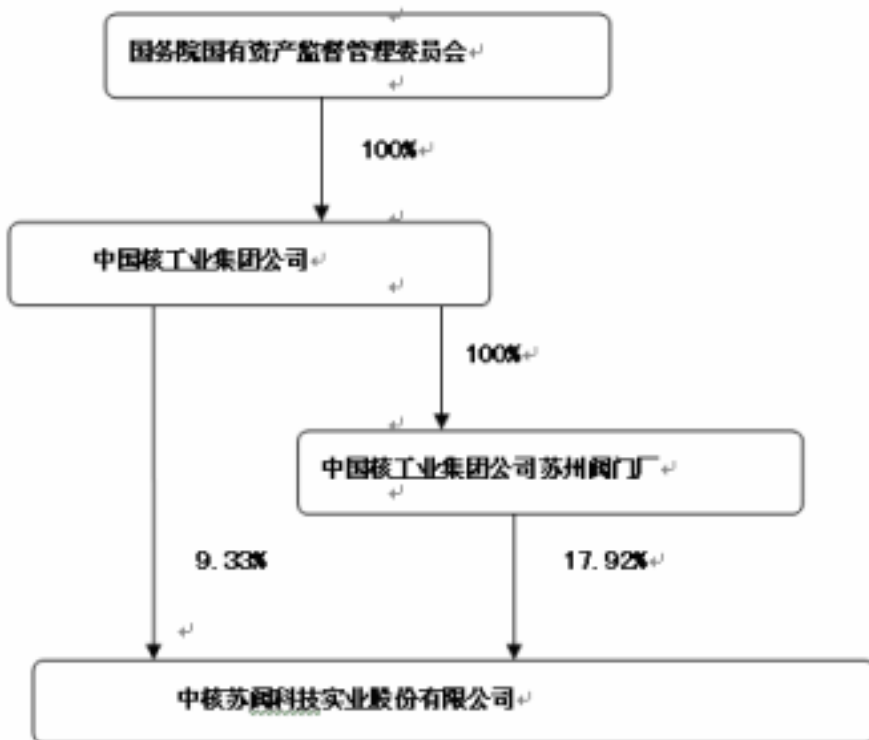 国务院国有资产监督管理委员会
100%
中国核工业集团公司
100%
中国核工业集团公司苏州阀门厂
9.33%
17.92%
中核苏阀科技实业股份有限公司